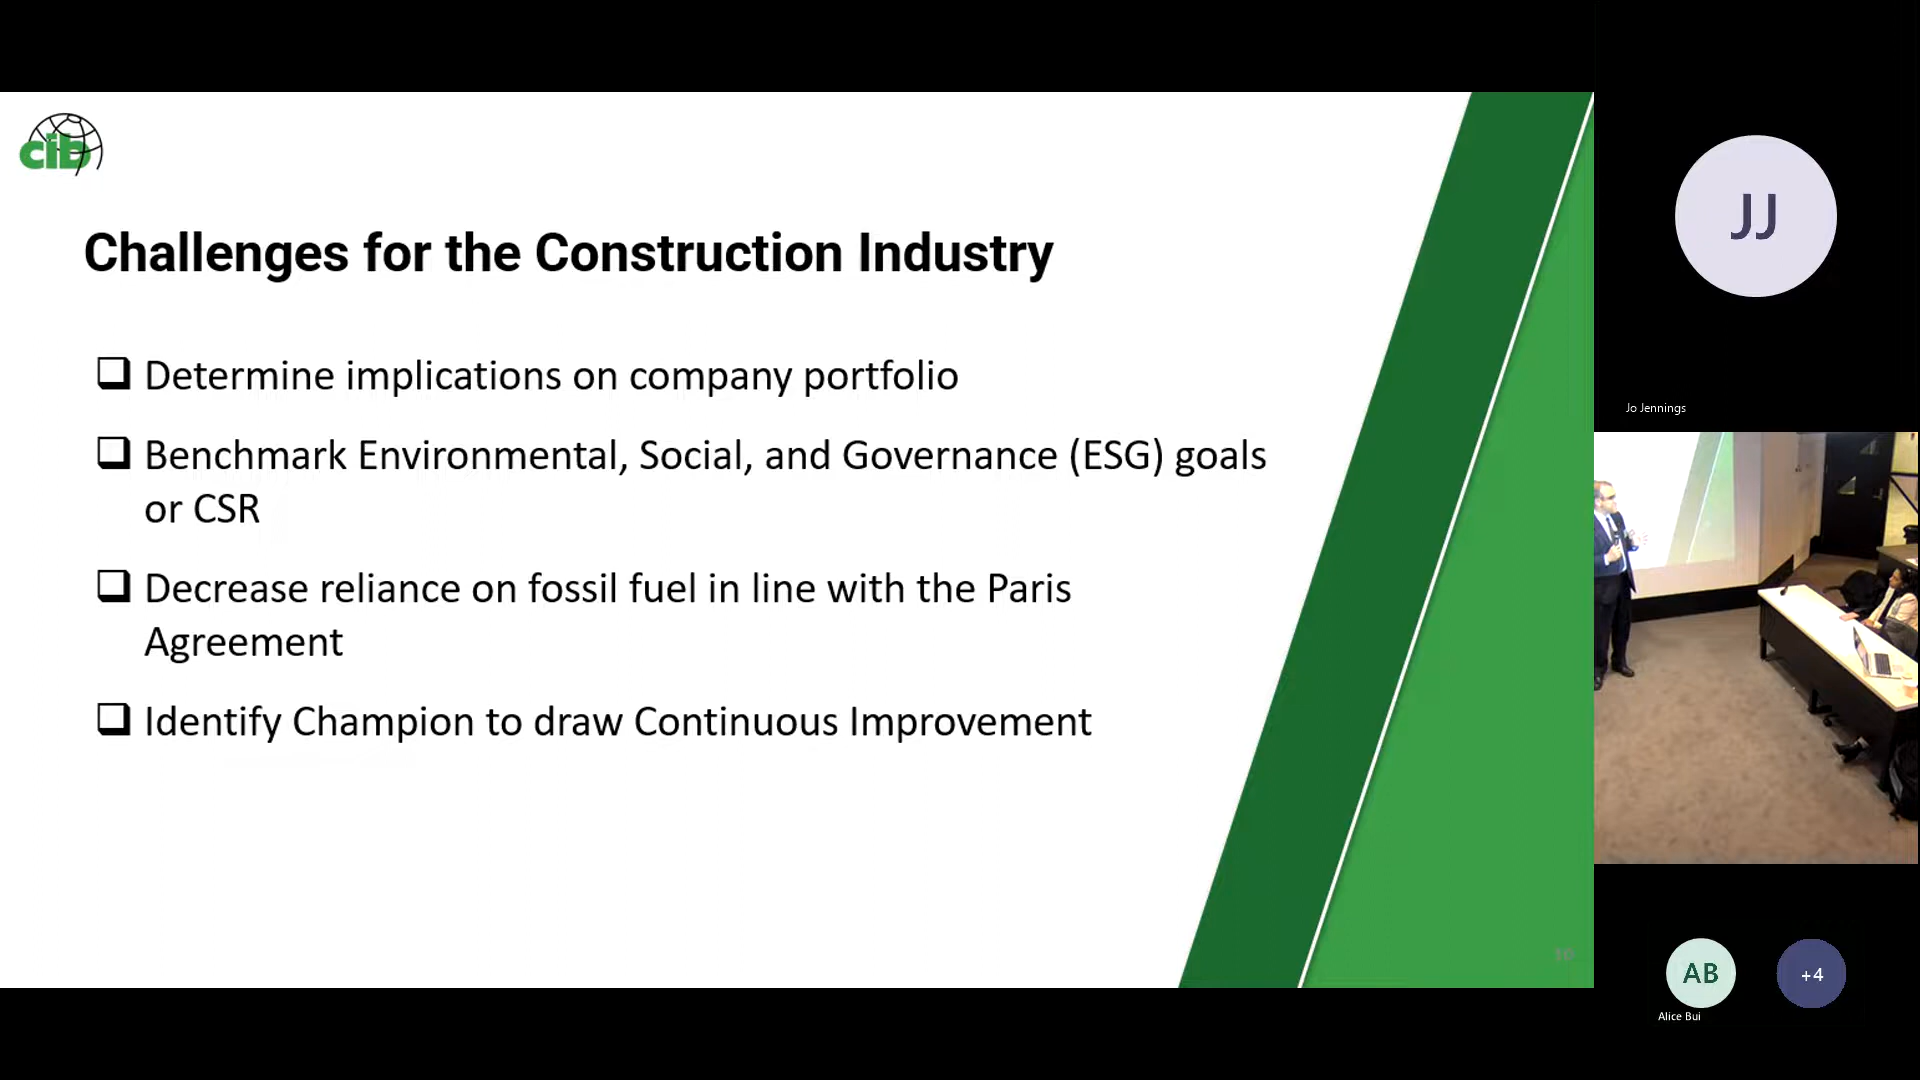 cib
Challenges for the Construction Industry
Determine implications on company portfolio
Benchmark Environmental, Social, and Governance (ESG) goals
or CSR
Decrease reliance on fossil fuel in line with the Paris
Agreement
Identify Champion to draw Continuous Improvement
10
JJ
Jo Jennings
AB
+4
Alice Bui